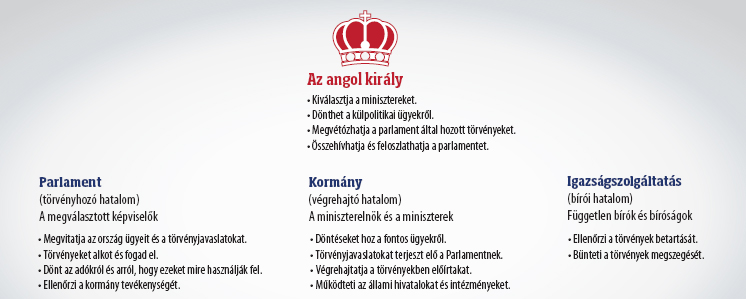 Az angol király
• Kiválasztja a minisztereket.
• Dönthet a külpolitikai ügyekről.
• Megvétózhatja a parlament által hozott törvényeket.
• Összehívhatja és feloszlathatja a parlamentet.
Parlament
(törvényhozó hatalom)
A megválasztott képviselők
• Megvitatja az ország ügyeit és a törvényjavaslatokat.
• Törvényeket alkot és fogad el.
• Dönt az adókról és arról, hogy ezeket mire használják fel.
• Ellenőrzi a kormány tevékenységét.
Kormány
(végrehajtó hatalom)
A miniszterelnök és a miniszterek
• Döntéseket hoz a fontos ügyekről.
• Törvényjavaslatokat terjeszt elő a Parlamentnek.
• Végrehajtatja a törvényekben előírtakat.
• Működteti az állami hivatalokat és intézményeket.
Igazságszolgáltatás
(bírói hatalom)
Független bírók és bíróságok
• Ellenőrzi a törvények betartását.
• Bünteti a törvények megszegését.